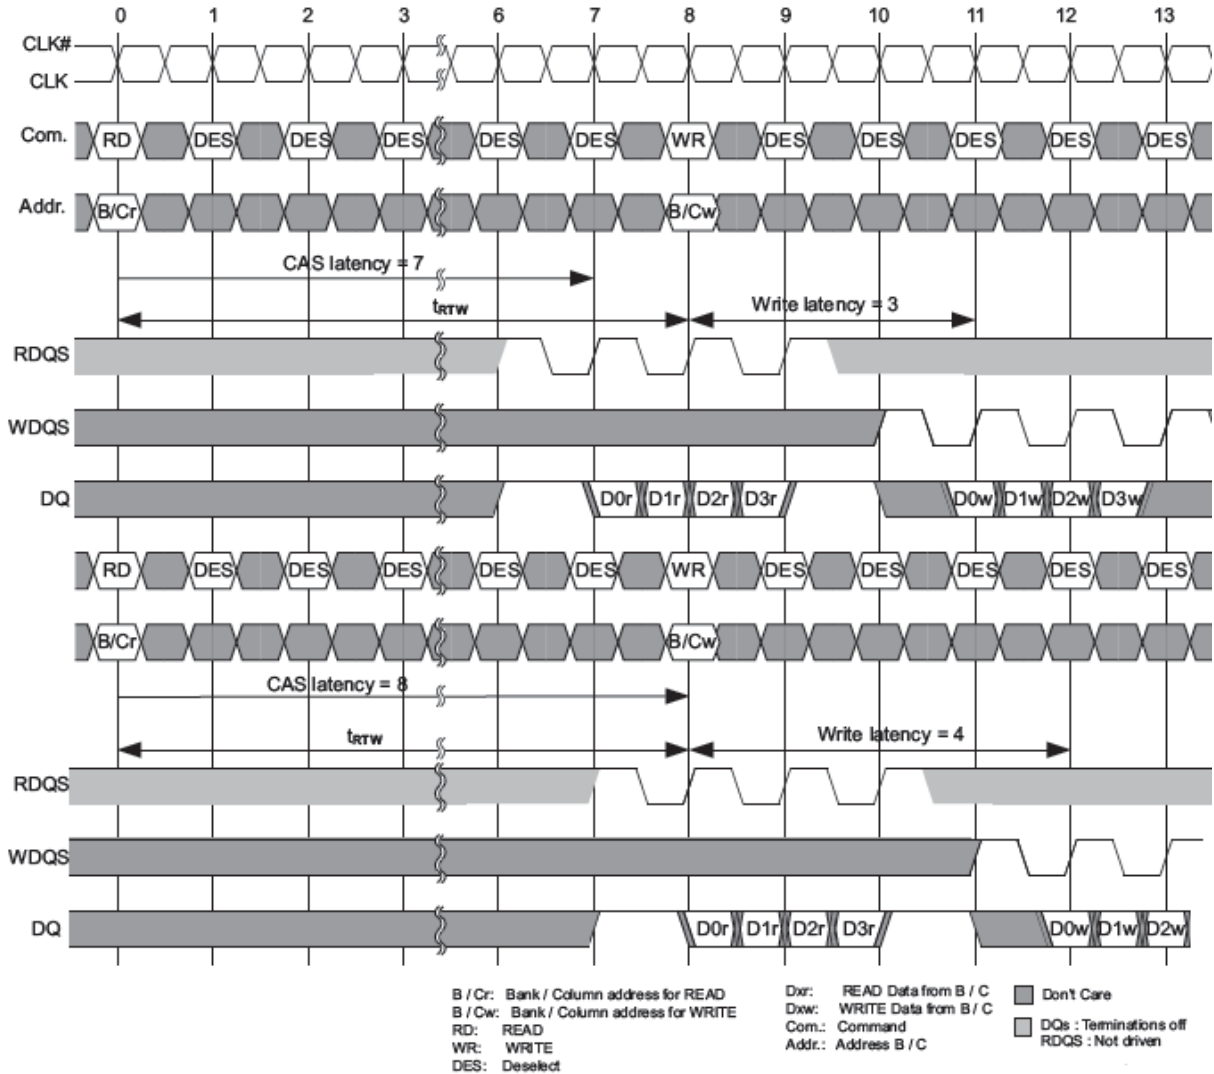 0 1 2 3 6 7 8 9 10 11 12 13
CLK#
CLK
Com. RD DES DES DES DES DES WR DES DES DES DES DES
Addr. B/Cr B/Cw
CAS latency = 7
tRTW Write latency = 3
RDQS
WDQS
DQ D0r D1r D2r D3r D0w D1w D2w D3w
RD DES DES DES DES DES WR DES DES DES DES DES
B/Cr B/Cw
CAS latency = 8
tRTW Write latency = 4
RDQS
WDQS
DQ D0r D1r D2r D3r D0w D1w D2w
B / Cr: Bank / Column address for READ
B / Cw: Bank / Column address for WRITE
RD: READ
WR: WRITE
DES: Deselect
Dxr: READ Data from B / C
Dxw: WRITE Data from B / C
Com.: Command
Addr.: Address B / C
Don't Care
DQs : Terminations off
RDQS : Not driven